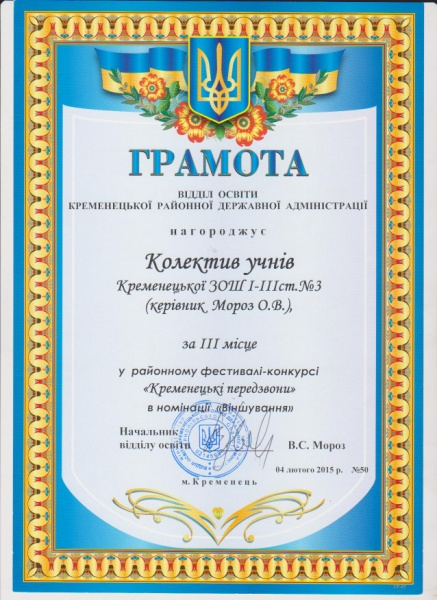 ГРАМОТА
ВІДДІЛ ОСВІТИ
КРЕМЕНЕЦЬКОЇ РАЙОННОЇ ДЕРЖАВНОЇ АДМІНІСТРАЦІЇ
нагороджує
Колектив учнів
Кременецької ЗОШ І-ІІІст.№3
(керівник Мороз О.В.),
за ІІІ місце
у районному фестивалі-конкурсі
«Кременецькі передзвони»
в номінації «Віншування»
Начальник
відділу освіти В.С. Мороз
04 лютого 2015 р. №50
м.Кременець